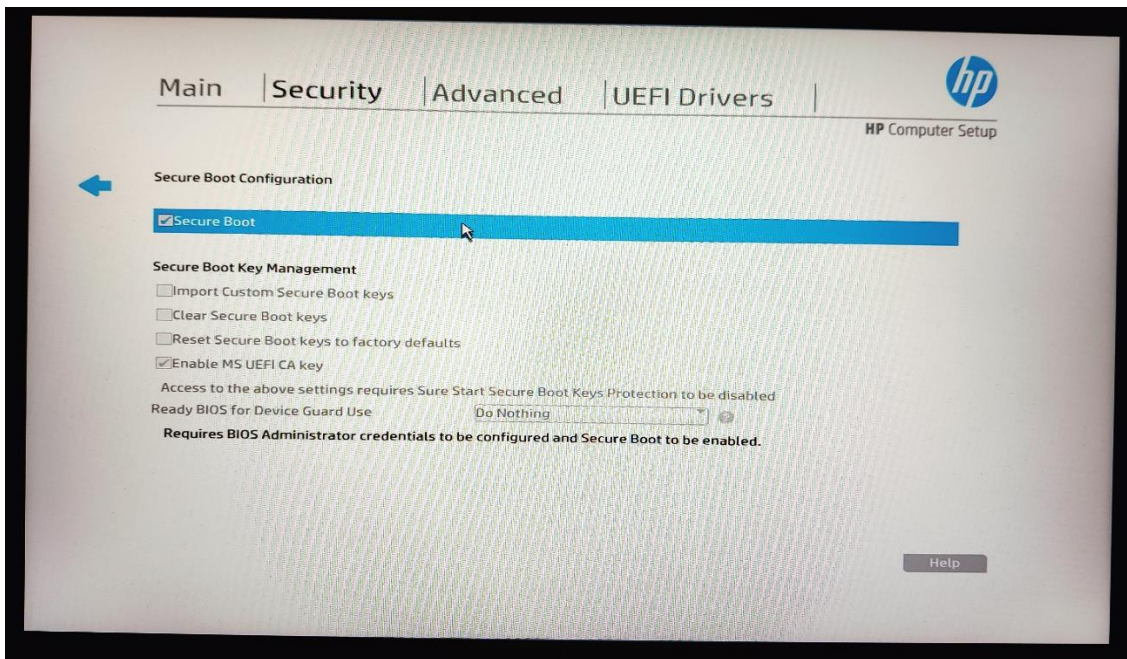 Main Security Advanced UEFI Drivers
hp
HP Computer Setup
Secure Boot Configuration
Secure Boot
Secure Boot Key Management
Import Custom Secure Boot keys
Clear Secure Boot keys
Reset Secure Boot keys to factory defaults
Enable MS UEFI CA key
Access to the above settings requires Sure Start Secure Boot Keys Protection to be disabled
Ready BIOS for Device Guard Use Do Nothing ?
Requires BIOS Administrator credentials to be configured and Secure Boot to be enabled.
Help